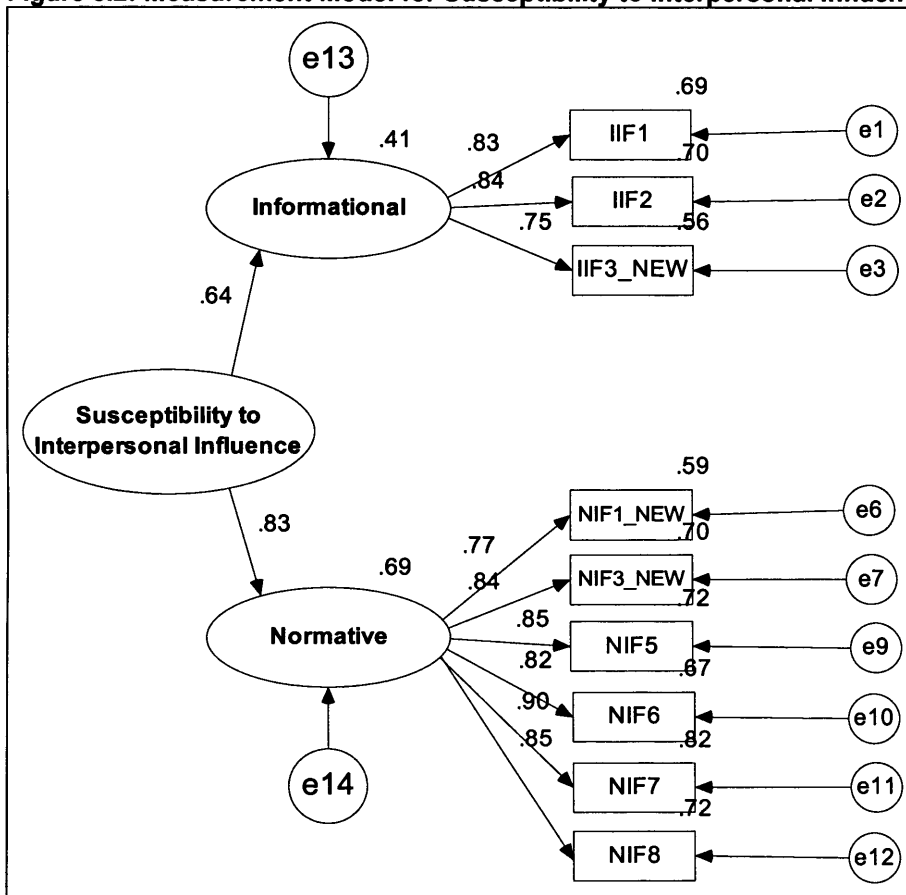 e13
.69
.41
.83
IIF1
e1
.70
.84
Informational
IIF2
e2
.56
.75
IIF3_NEW
e3
.64
Susceptibility to
Interpersonal Influence
.59
.83
NIF1_NEW
e6
.70
.77
.69
.84
NIF3_NEW
e7
.72
.85
Normative
NIF5
e9
.67
.82
.90
NIF6
e10
.82
.85
e14
NIF7
e11
.72
NIF8
e12